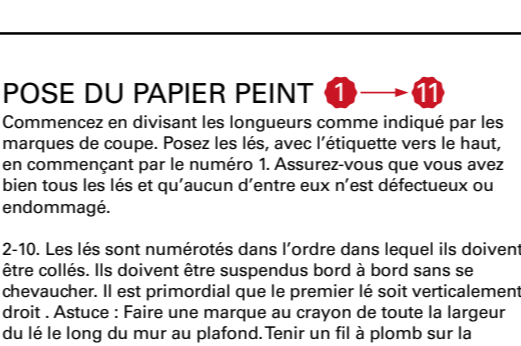 POSE DU PAPIER PEINT 1 → 11
Commencez en divisant les longueurs comme indiqué par les
marques de coupe. Posez les lés, avec l'étiquette vers le haut,
en commençant par le numéro 1. Assurez-vous que vous avez
bien tous les lés et qu'aucun d'entre eux n'est défectueux ou
endommagé.
2-10. Les lés sont numérotés dans l'ordre dans lequel ils doivent
être collés. Ils doivent être suspendus bord à bord sans se
chevaucher. Il est primordial que le premier lé soit verticalement
droit . Astuce : Faire une marque au crayon de toute la largeur
du lé le long du mur au plafond. Tenir un fil à plomb sur la